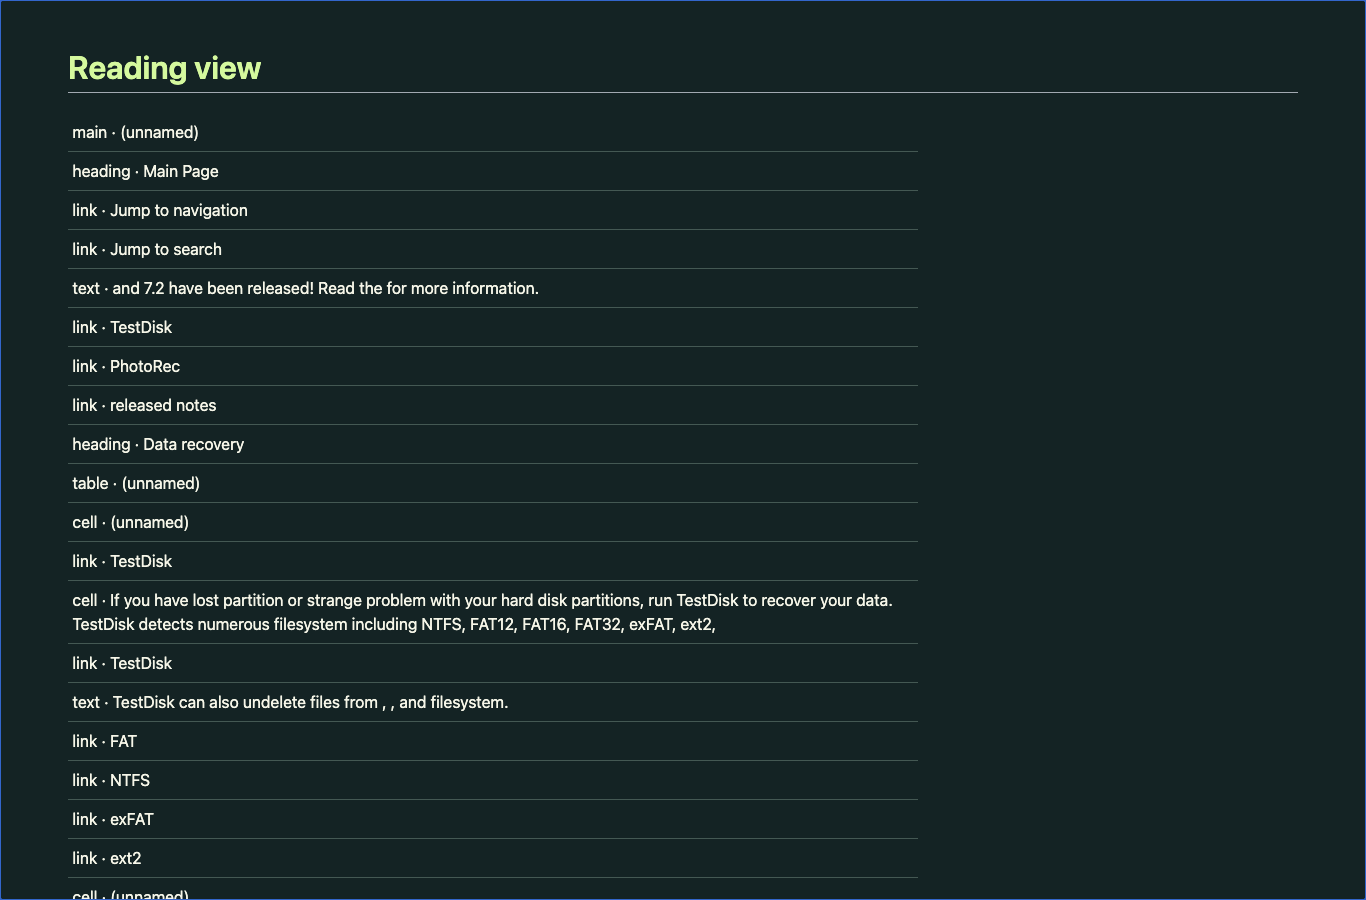 Reading view
main · (unnamed)
heading · Main Page
link · Jump to navigation
link · Jump to search
text · and 7.2 have been released! Read the for more information.
link · TestDisk
link · PhotoRec
link · released notes
heading · Data recovery
table · (unnamed)
cell · (unnamed)
link · TestDisk
cell · If you have lost partition or strange problem with your hard disk partitions, run TestDisk to recover your data.
TestDisk detects numerous filesystem including NTFS, FAT12, FAT16, FAT32, exFAT, ext2,
link · TestDisk
text · TestDisk can also undelete files from , , and filesystem.
link · FAT
link · NTFS
link · exFAT
link · ext2
cell · (unnamed)